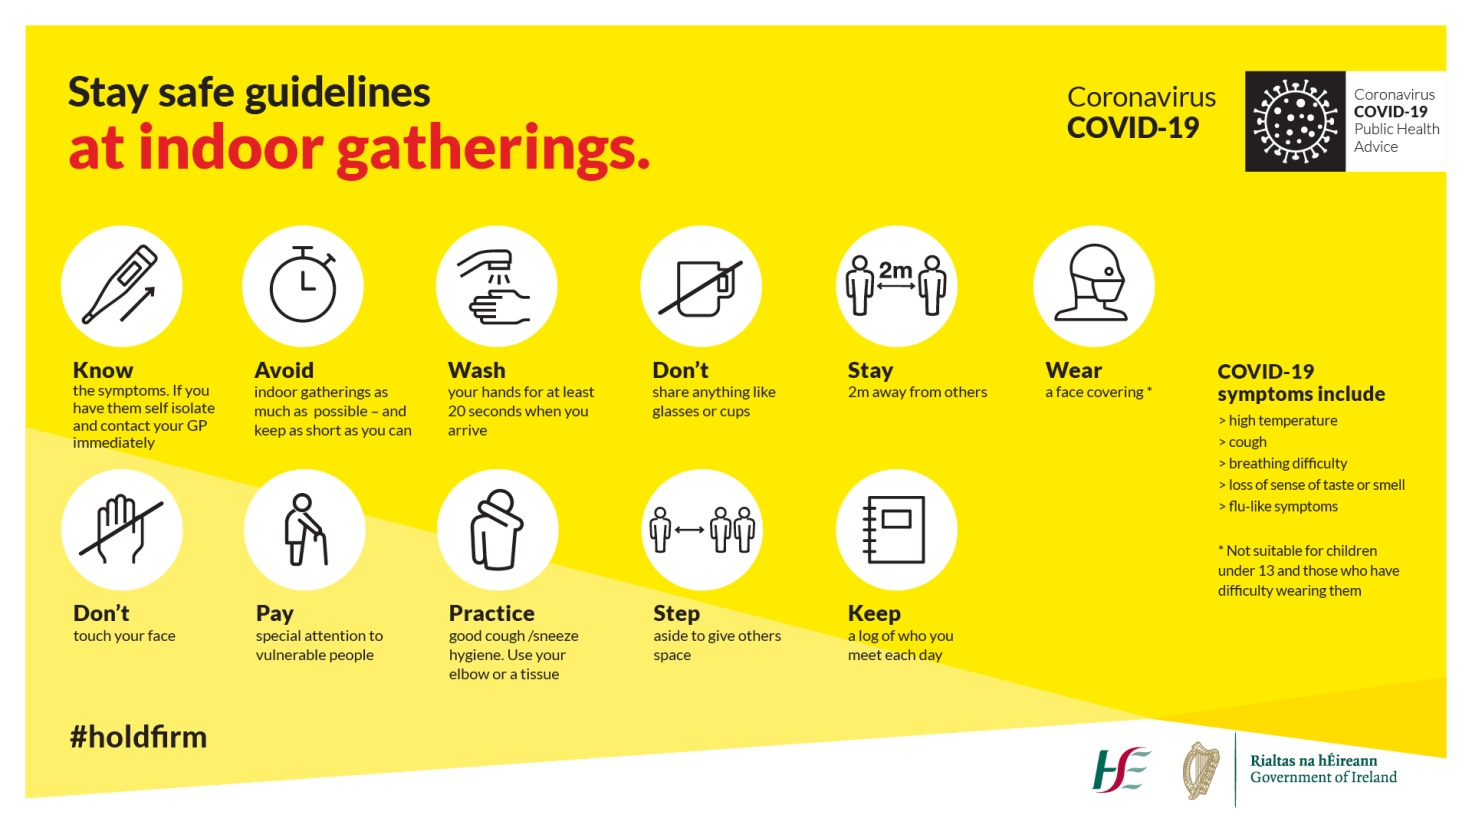 Stay safe guidelines
at indoor gatherings.
Coronavirus
COVID-19
Coronavirus
COVID-19
Public Health
Advice
Know
the symptoms. If you
have them self isolate
and contact your GP
immediately
Avoid
indoor gatherings as
much as possible – and
keep as short as you can
Wash
your hands for at least
20 seconds when you
arrive
Don't
share anything like
glasses or cups
2m
Stay
2m away from others
Wear
a face covering *
Don't
touch your face
Pay
special attention to
vulnerable people
Practice
good cough /sneeze
hygiene. Use your
elbow or a tissue
Step
aside to give others
space
Keep
a log of who you
meet each day
COVID-19
symptoms include
> high temperature
> cough
> breathing difficulty
> loss of sense of taste or smell
> flu-like symptoms
* Not suitable for children
under 13 and those who have
difficulty wearing them
#holdfirm
HSE
Rialtas na hÉireann
Government of Ireland